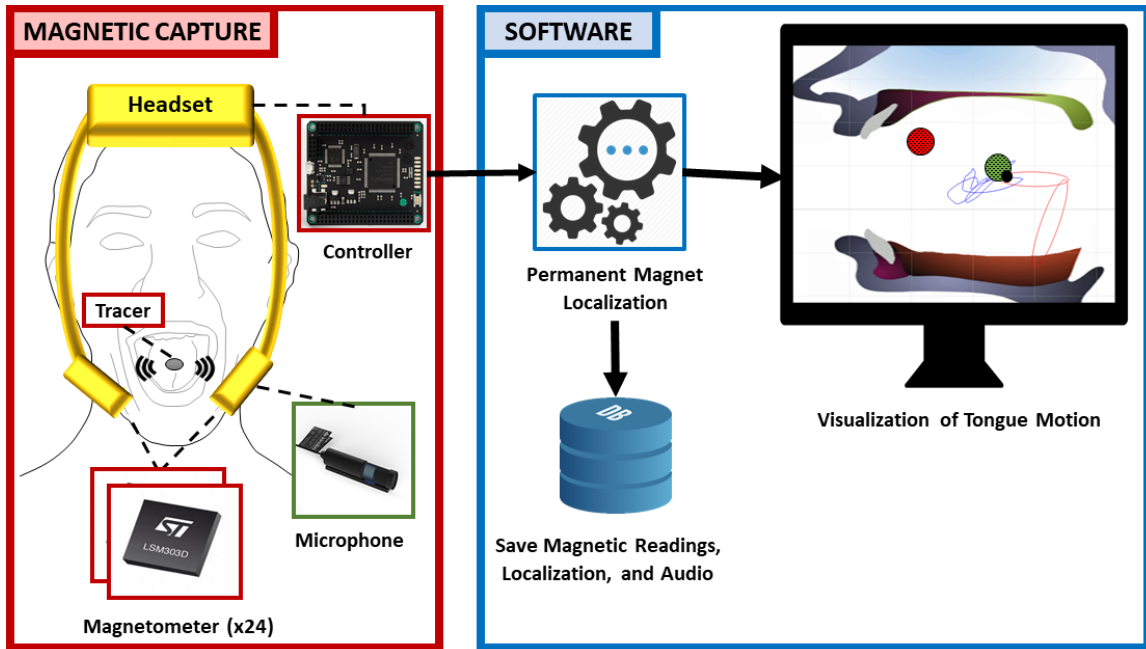 MAGNETIC CAPTURE
Headset
Controller
Tracer
Microphone
ST
LSM303D
Magnetometer (x24)
SOFTWARE
Permanent Magnet
Localization
DB
Save Magnetic Readings,
Localization, and Audio
Visualization of Tongue Motion